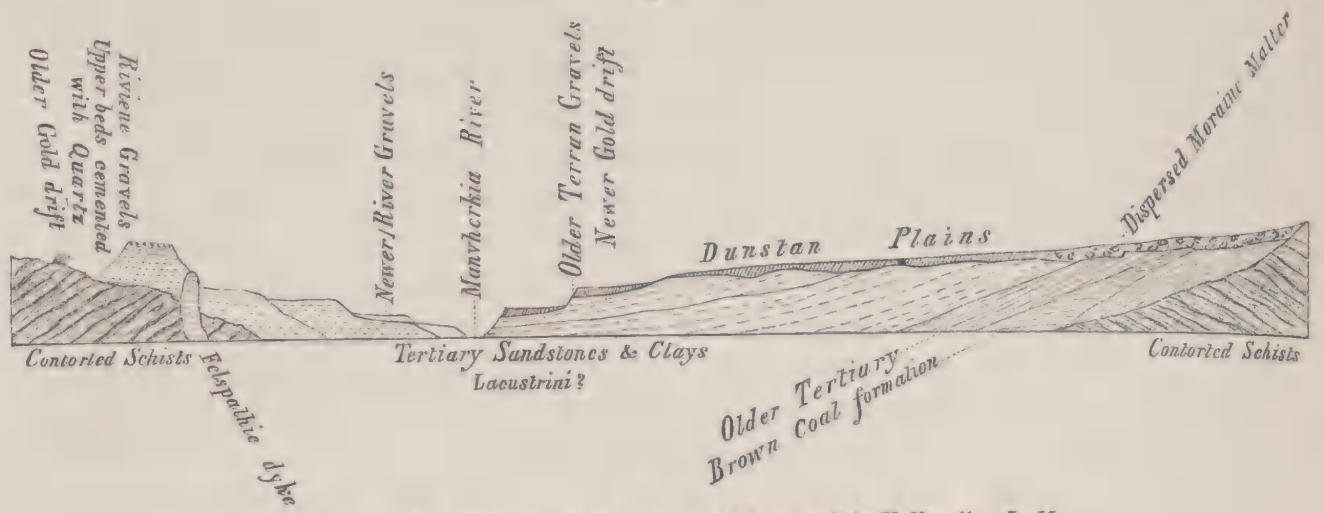 Riviene Gravels
Upper beds cemented
with Quartz
Older Gold drift
Newer River Gravels
Manvherkia River
Older Terran Gravels
Newer Gold drift
Dunstan Plains
Dispersed Moraine Matter
Contorted Schists
Felspathic dyke
Tertiary Sandstones & Clays
Lacustrini?
Older Tertiary
Brown Coal formation
Contorted Schists